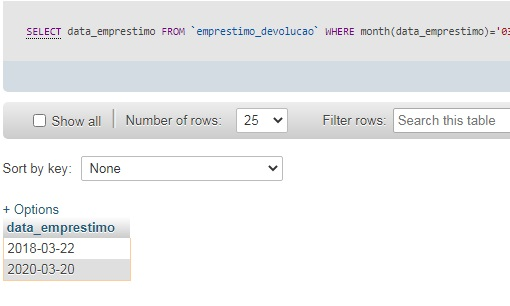 SELECT data_emprestimo FROM `emprestimo_devolucao` WHERE month(data_emprestimo)='03
Show all Number of rows: 25 Filter rows: Search this table
Sort by key: None
+ Options
data_emprestimo
2018-03-22
2020-03-20